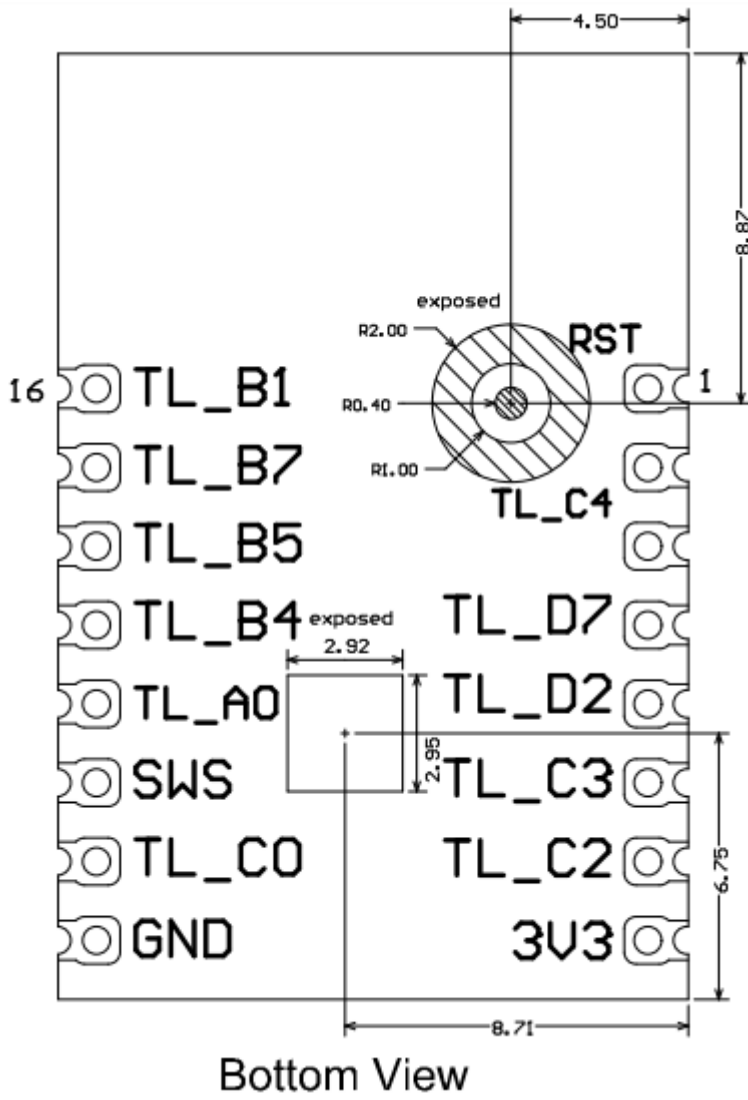 4.50
8.87
exposed
R2.00
RST
16
TL_B1
1
R0.40
R1.00
TL_B7
TL_C4
TL_B5
TL_B4
exposed
TL_D7
2.92
TL_A0
TL_D2
2.95
SWS
TL_C3
TL_C0
TL_C2
6.75
GND
3V3
8.71
Bottom View